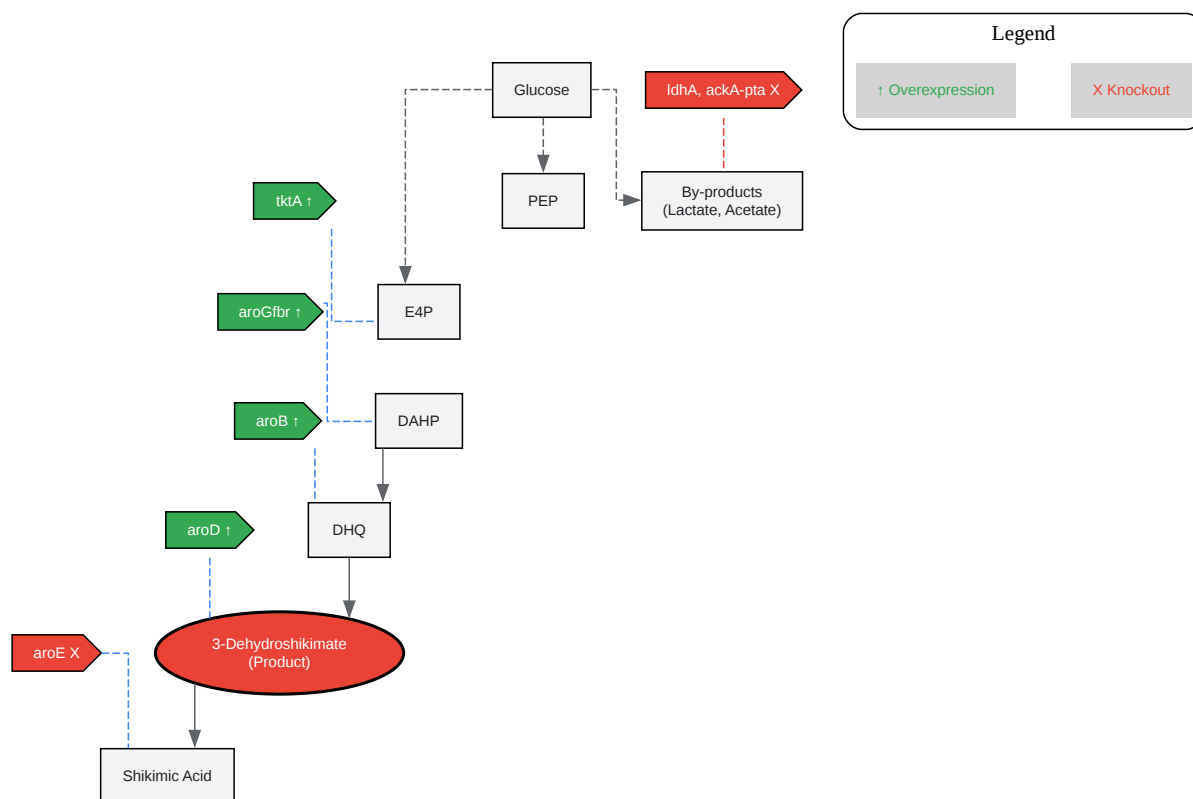 Legend
↑ Overexpression
X Knockout
Glucose
ldhA, ackA-pta X
tktA ↑
PEP
By-products
(Lactate, Acetate)
aroGfbr ↑
E4P
aroB ↑
DAHP
aroD ↑
DHQ
aroE X
3-Dehydroshikimate
(Product)
Shikimic Acid